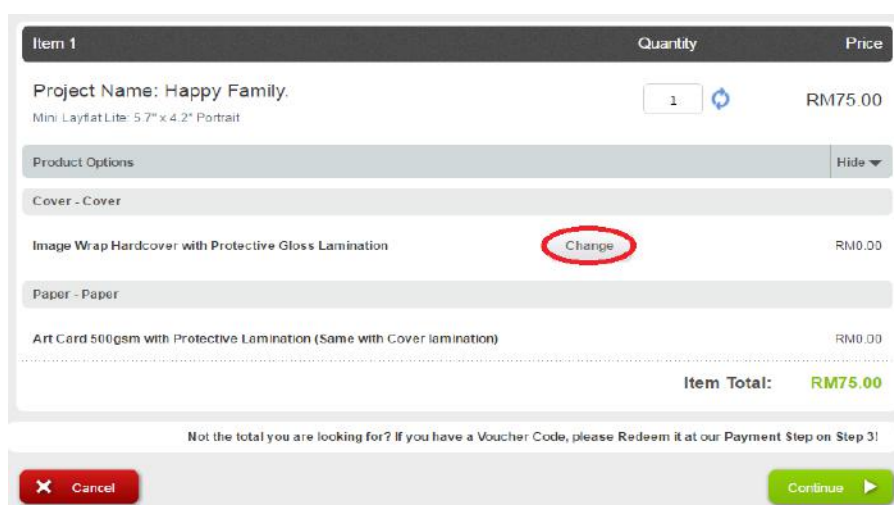 Item 1 Quantity Price
Project Name: Happy Family.
1 RM75.00
Mini Layflat Lite: 5.7" x 4.2" Portrait
Product Options Hide
Cover - Cover
Image Wrap Hardcover with Protective Gloss Lamination Change RM0.00
Paper - Paper
Art Card 500gsm with Protective Lamination (Same with Cover lamination) RM0.00
Item Total: RM75.00
Not the total you are looking for? If you have a Voucher Code, please Redeem it at our Payment Step on Step 3!
Cancel Continue